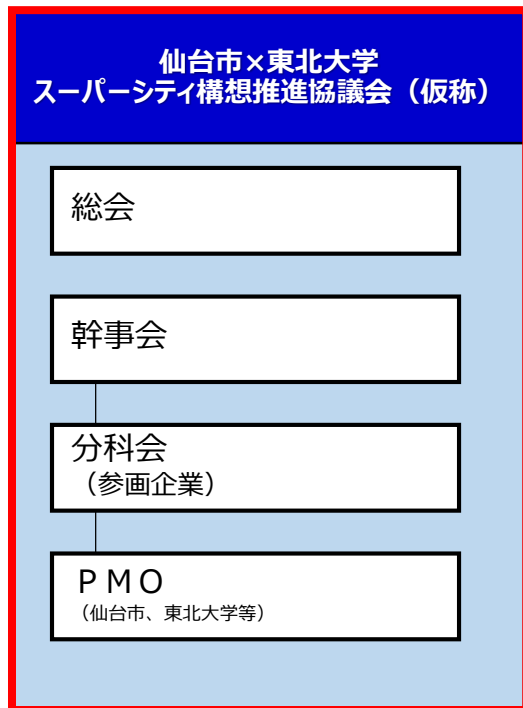 仙台市×東北大学
スーパーシティ構想推進協議会（仮称）
総会
幹事会
分科会
（参画企業）
ＰＭＯ
（仙台市、東北大学等）